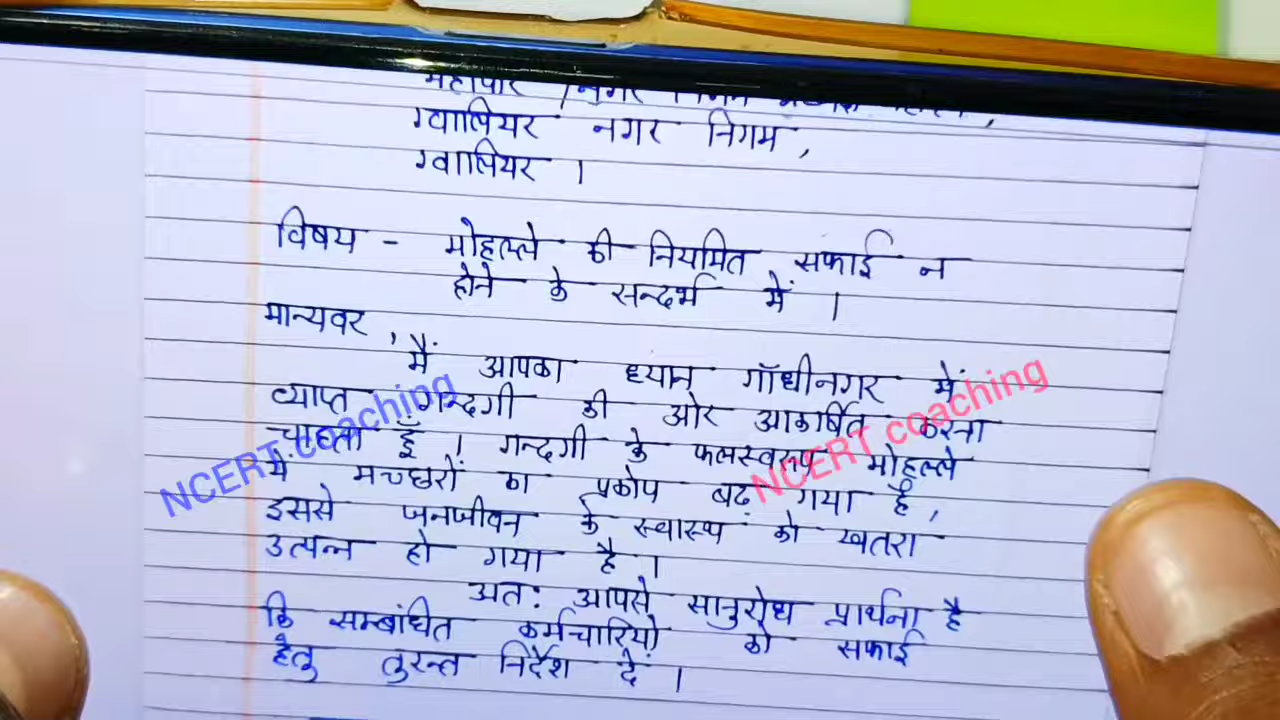 ग्वालियर नगर निगम,
ग्वालियर ।
विषय - मोहल्ले की नियमित सफाई न
होने के सन्दर्भ में ।
मान्यवर,
मैं आपका ध्यान गाँधीनगर में
व्याप्त गन्दगी की ओर आकर्षित करना
चाहता हूँ । गन्दगी के फलस्वरूप मोहल्ले
में मच्छरों का प्रकोप बढ़ गया है,
इससे जनजीवन के स्वास्थ को खतरा
उत्पन्न हो गया है ।
अत: आपसे सानुरोध प्रार्थना है
कि सम्बंधित कर्मचारियो को सफाई
हेतु तुरन्त निर्देश दें ।
NCERT coaching
NCERT coaching